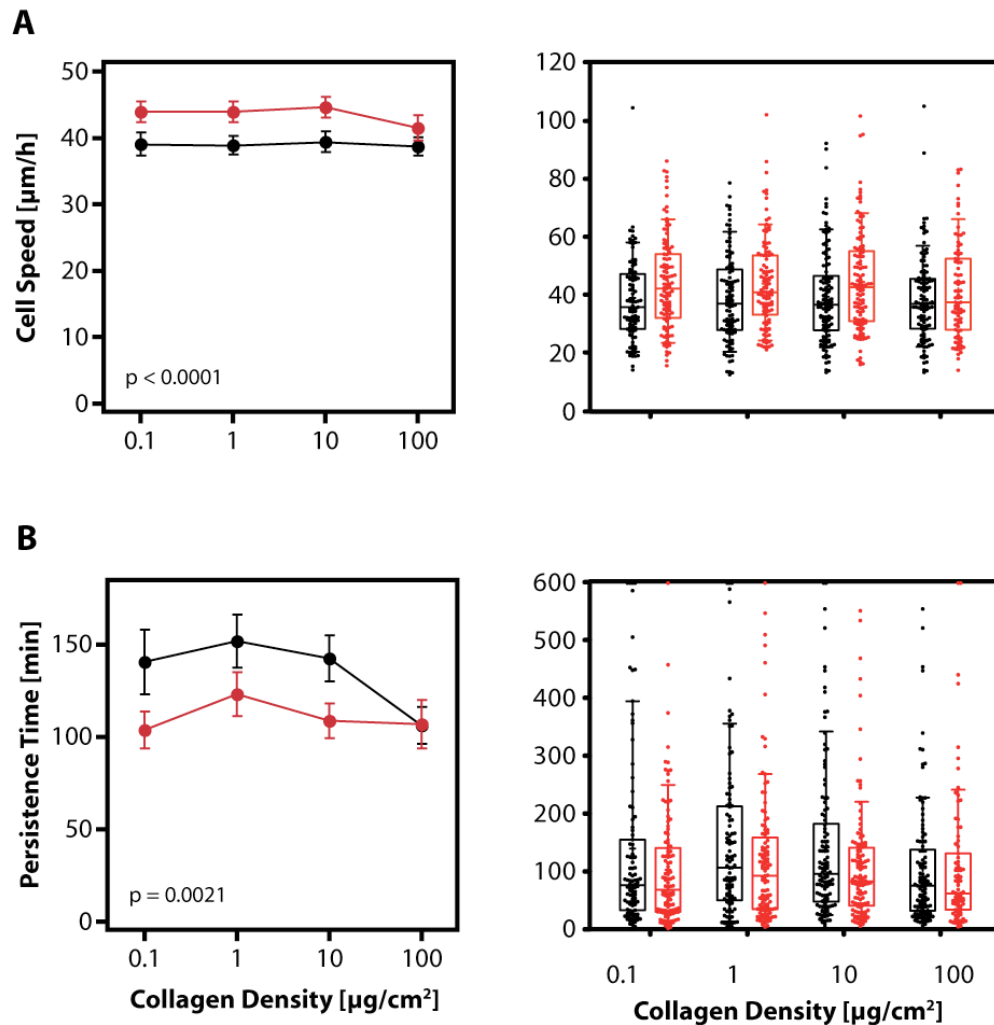 A
Cell Speed [µm/h]
50
40
30
20
10
0
p < 0.0001
0.1 1 10 100
120
100
80
60
40
20
0
B
Persistence Time [min]
150
100
50
0
p = 0.0021
0.1 1 10 100
Collagen Density [µg/cm²]
600
500
400
300
200
100
0
0.1 1 10 100
Collagen Density [µg/cm²]